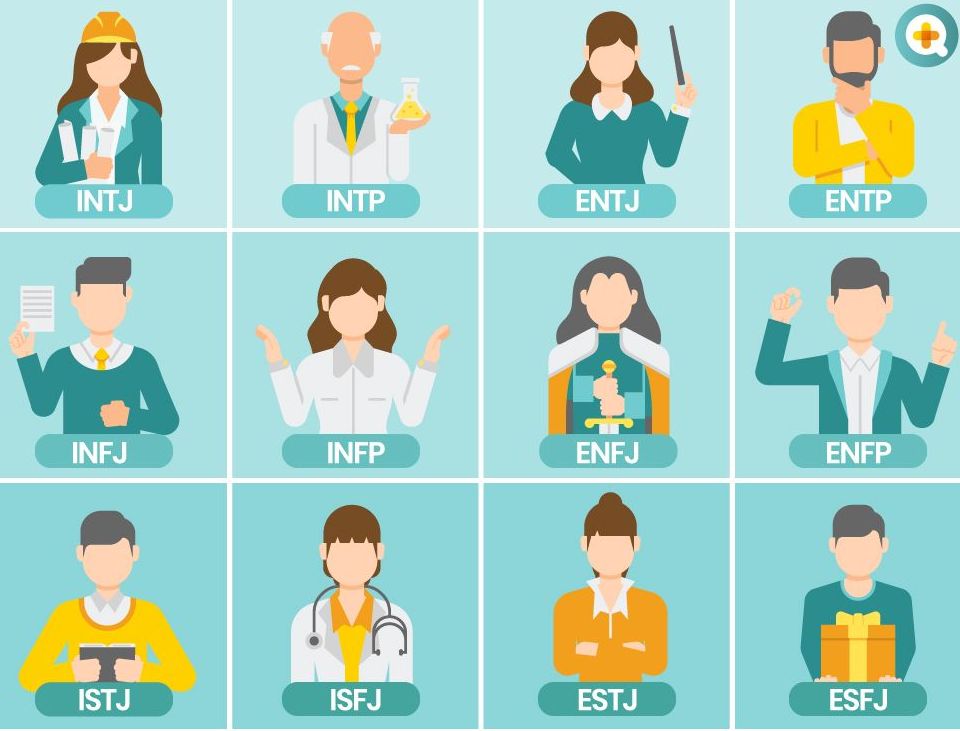 INTJ
INTP
ENTJ
ENTP
INFJ
INFP
ENFJ
ENFP
ISTJ
ISFJ
ESTJ
ESFJ